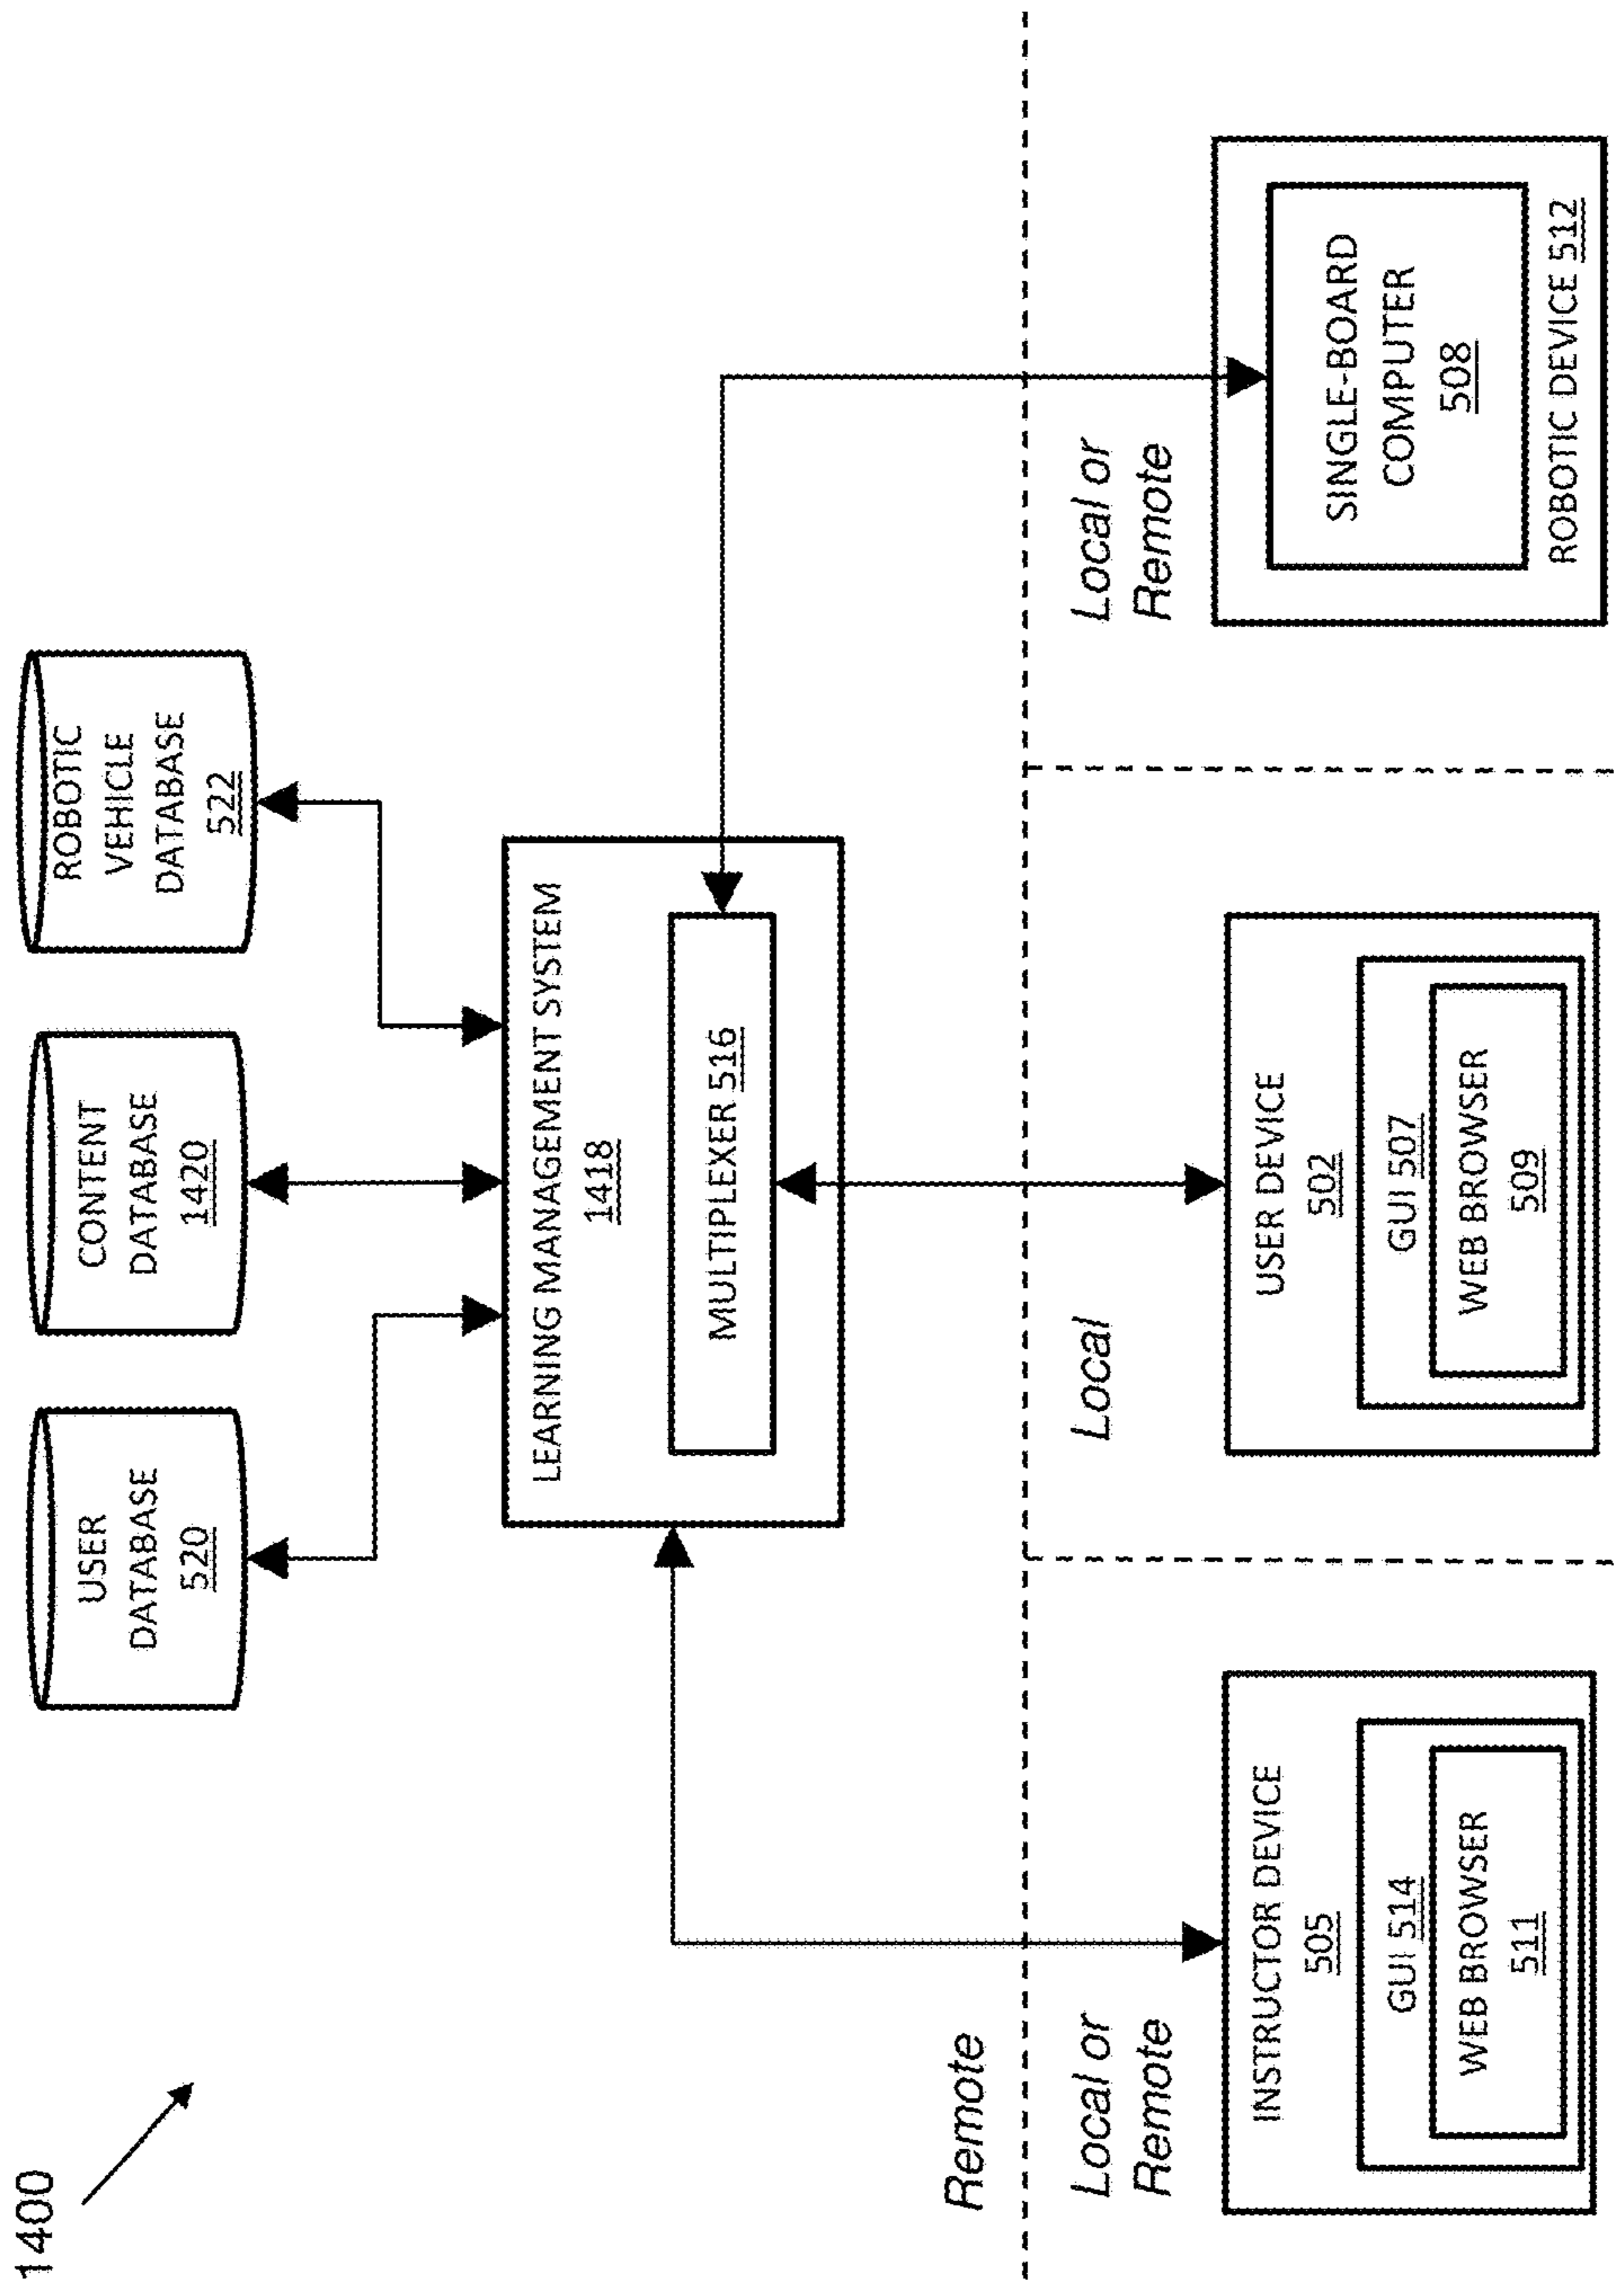 1400
USER
DATABASE
520
CONTENT
DATABASE
1420
ROBOTIC
VEHICLE
DATABASE
522
LEARNING MANAGEMENT SYSTEM
1418
MULTIPLEXER 516
Remote
Local or
Remote
Local
Local or
Remote
INSTRUCTOR DEVICE
505
GUI 514
WEB BROWSER
511
USER DEVICE
502
GUI 507
WEB BROWSER
509
SINGLE-BOARD
COMPUTER
508
ROBOTIC DEVICE 512